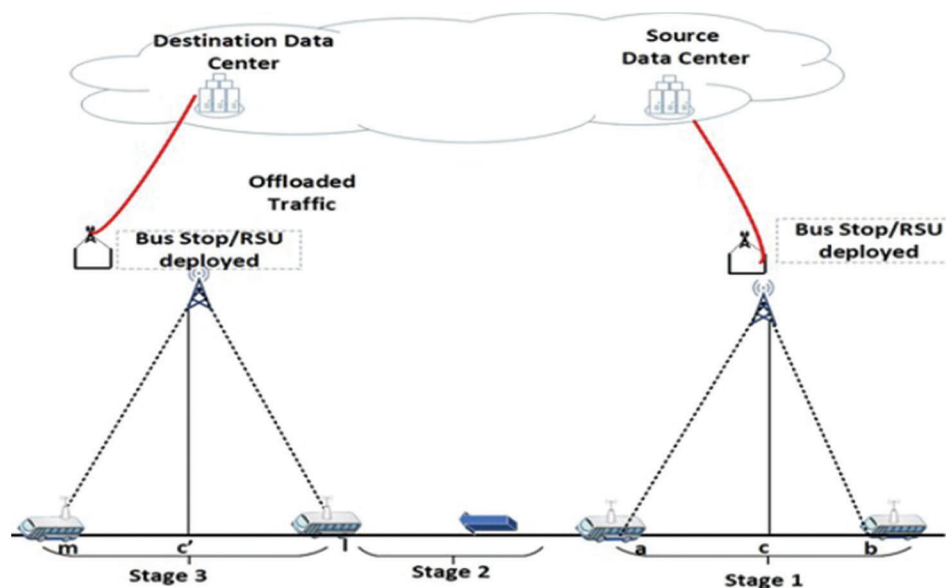 Destination Data
Center
Source
Data Center
Offloaded
Traffic
Bus Stop/RSU
deployed
Bus Stop/RSU
deployed
m
c'
l
a
c
b
Stage 3
Stage 2
Stage 1